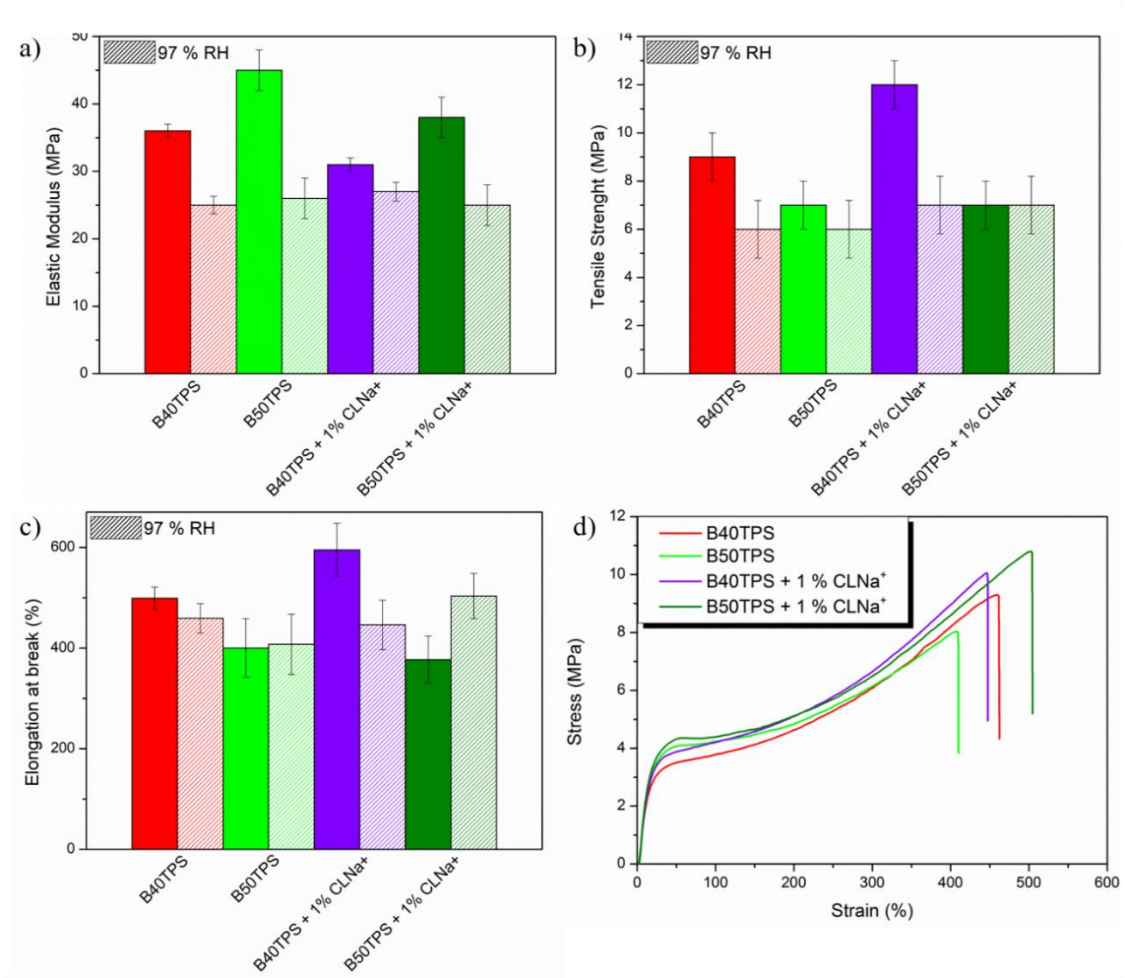 a)
97 % RH
50
40
30
20
10
0
Elastic Modulus (MPa)
B40TPS
B50TPS
B40TPS + 1% CLNa+
B50TPS + 1% CLNa+
b)
97 % RH
14
12
10
8
6
4
2
0
Tensile Strenght (MPa)
B40TPS
B50TPS
B40TPS + 1% CLNa+
B50TPS + 1% CLNa+
c)
97 % RH
600
400
200
0
Elongation at break (%)
B40TPS
B50TPS
B40TPS + 1% CLNa+
B50TPS + 1% CLNa+
d)
12
10
8
6
4
2
0
Stress (MPa)
B40TPS
B50TPS
B40TPS + 1 % CLNa⁺
B50TPS + 1 % CLNa⁺
0 100 200 300 400 500 600
Strain (%)